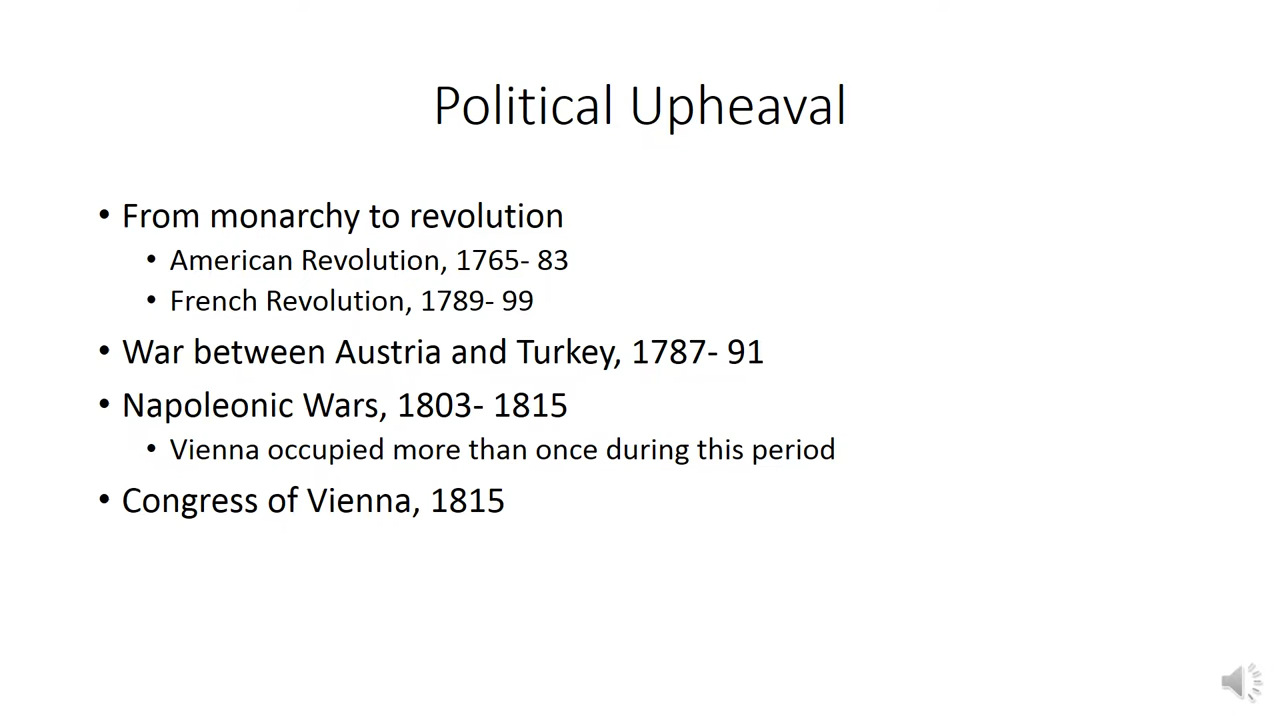 Political Upheaval
• From monarchy to revolution
• American Revolution, 1765- 83
• French Revolution, 1789- 99
• War between Austria and Turkey, 1787- 91
• Napoleonic Wars, 1803- 1815
• Vienna occupied more than once during this period
• Congress of Vienna, 1815